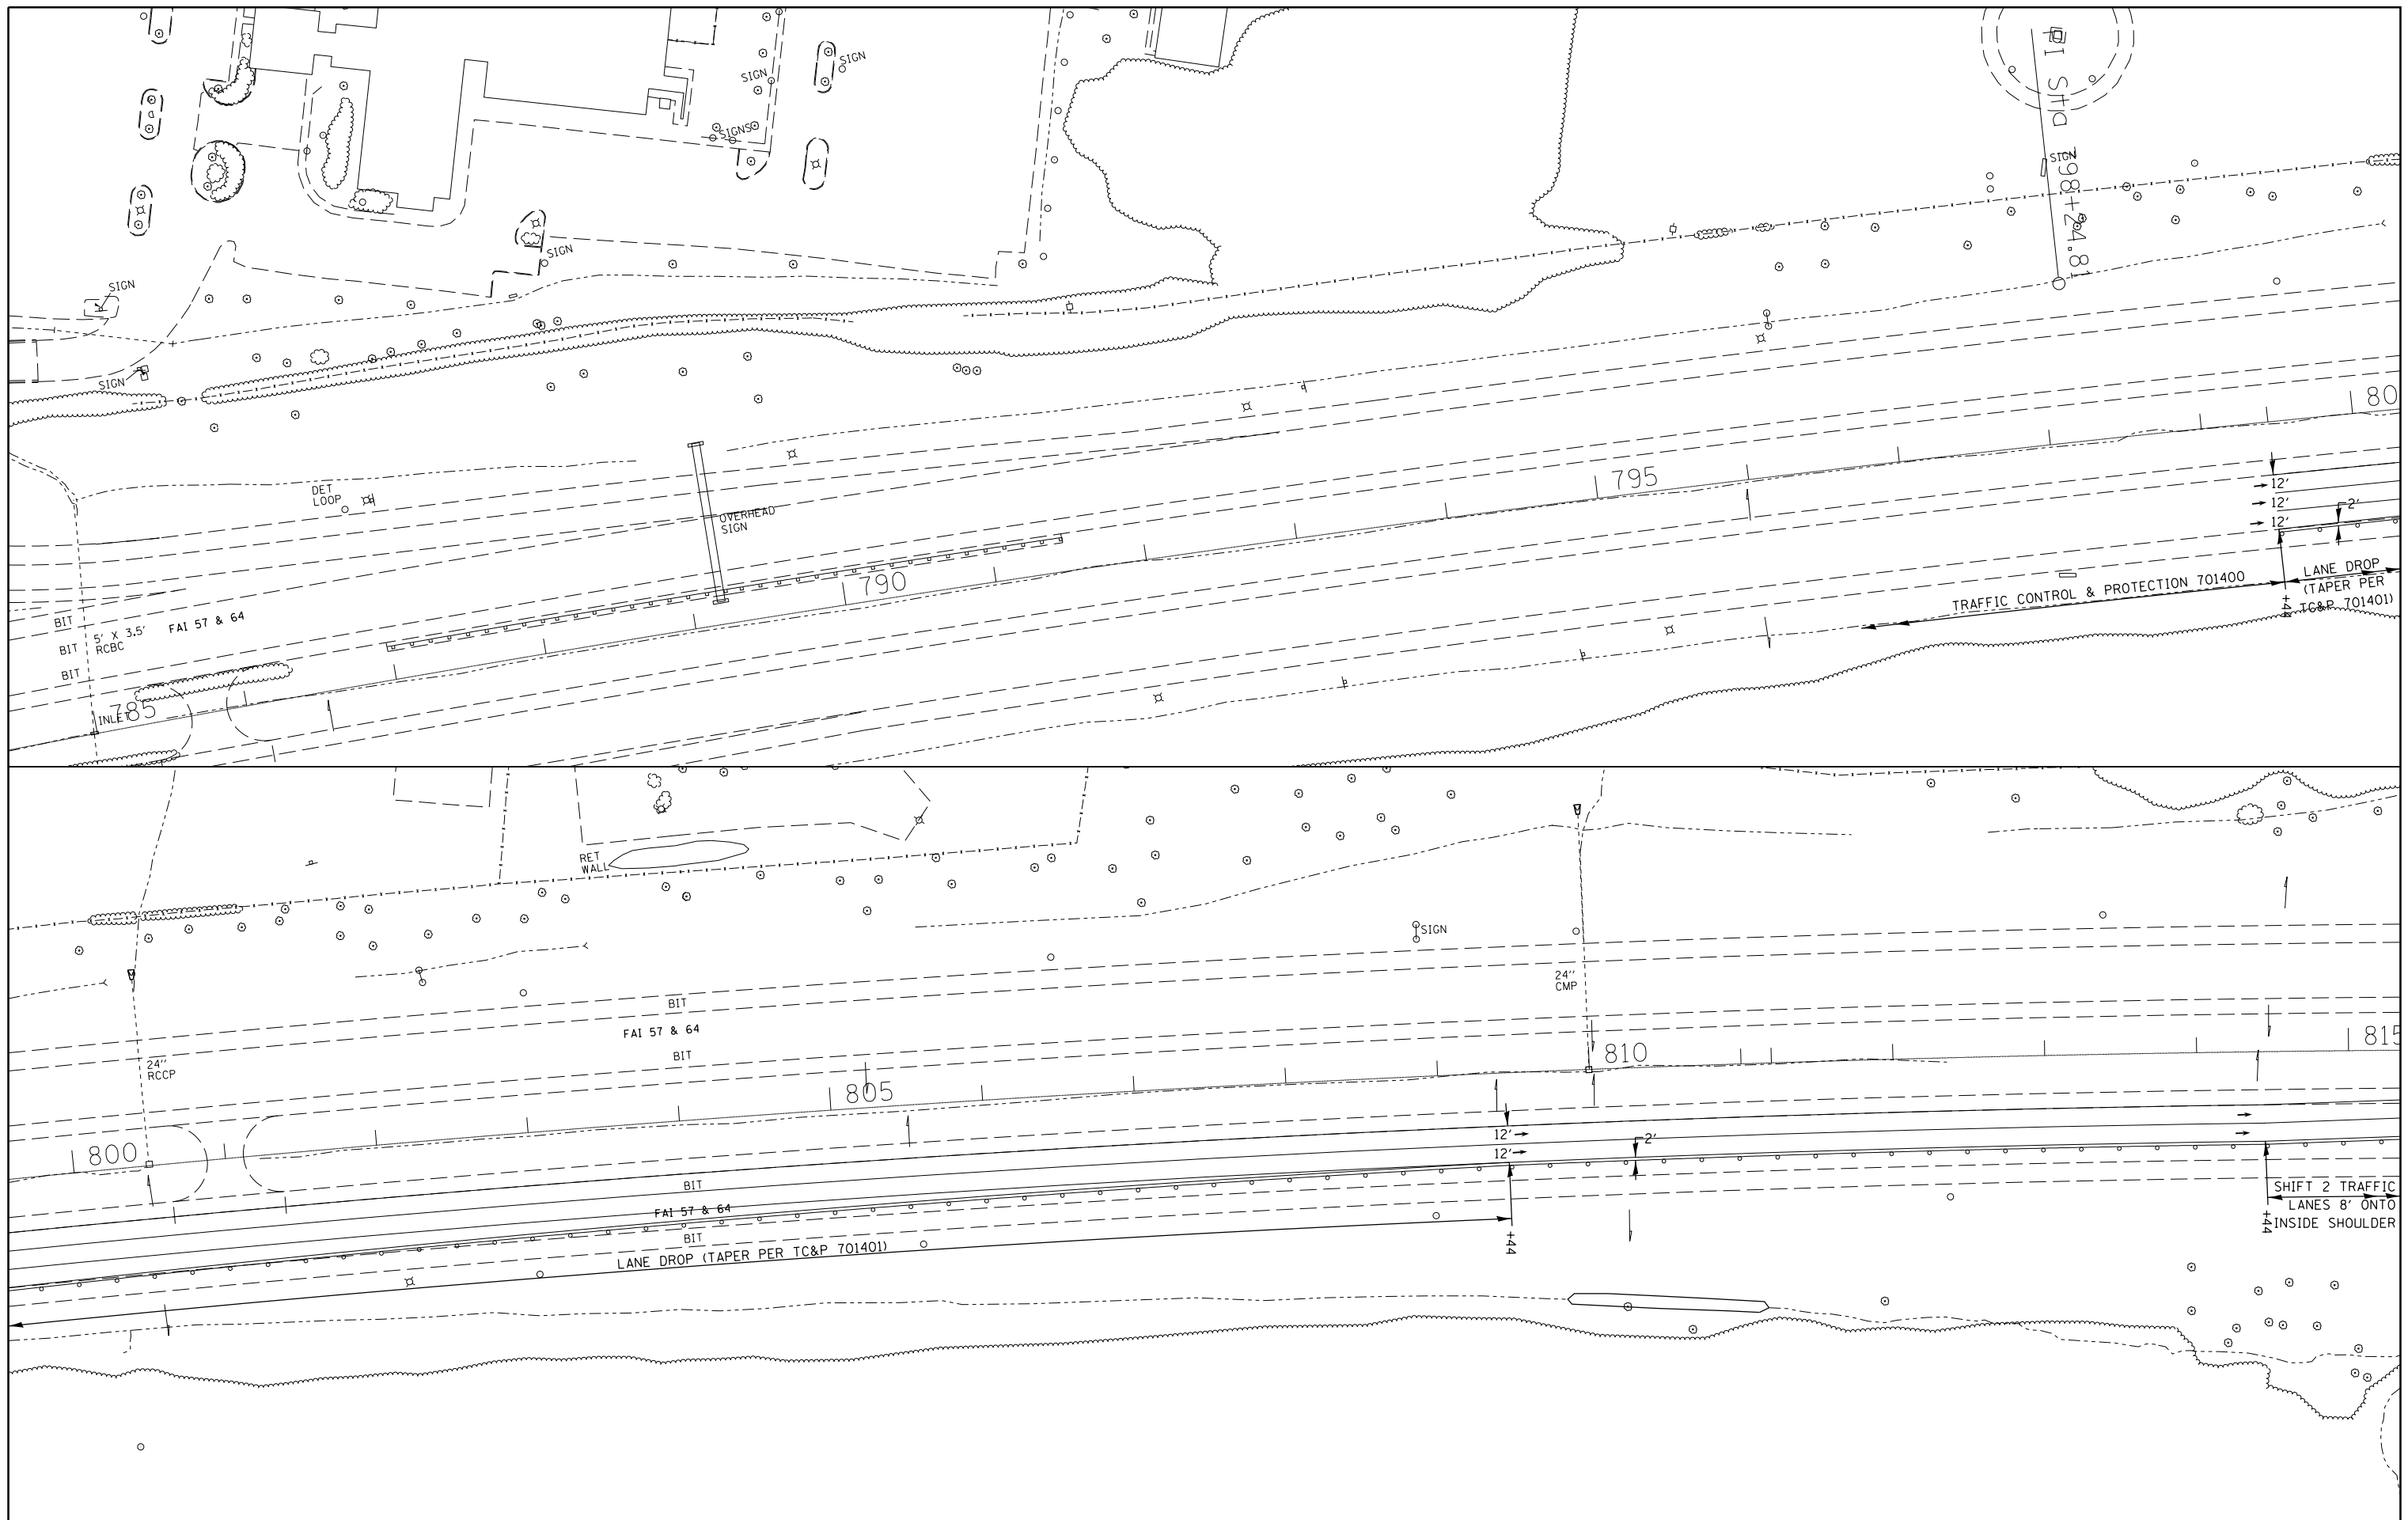 SIGN
SIGN
SIGNS
PI STA
798+24.81
SIGN
SIGN
SIGN
SIGN
DET
LOOP
OVERHEAD
SIGN
795
80
12'
12'
12'
2'
790
LANE DROP
(TAPER PER
TC&P 701401)
+44
TRAFFIC CONTROL & PROTECTION 701400
BIT
5' X 3.5'
RCBC
FAI 57 & 64
BIT
BIT
INLET
785
RET
WALL
SIGN
24''
CMP
BIT
FAI 57 & 64
BIT
24''
RCCP
805
810
815
800
12'
12'
2'
BIT
FAI 57 & 64
BIT
LANE DROP (TAPER PER TC&P 701401)
+44
+44
SHIFT 2 TRAFFIC
LANES 8' ONTO
INSIDE SHOULDER